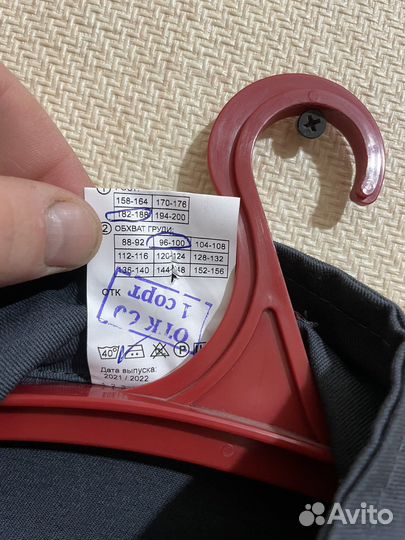 158-164 170-176
182-188 194-200
2 ОБХВАТ ГРУДИ:
88-92 96-100 104-108
112-116 120-124 128-132
136-140 144-148 152-156
ОТК
ОТК
1 сорт
40°
P
Дата выпуска:
2021 / 2022
Avito